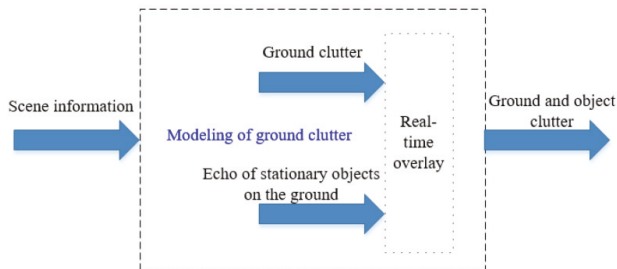 Scene information
Ground clutter
Modeling of ground clutter
Echo of stationary objects
on the ground
Real-
time
overlay
Ground and object
clutter